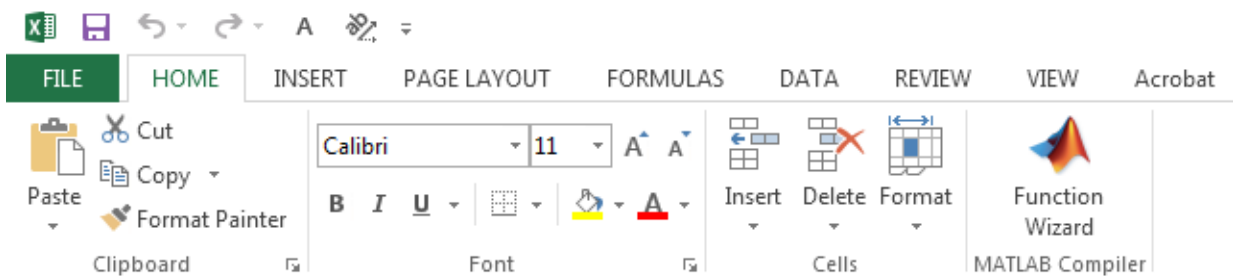 FILE HOME INSERT PAGE LAYOUT FORMULAS DATA REVIEW VIEW Acrobat
Cut
Copy
Format Painter
Paste
Clipboard
Calibri 11
B I U A
Font
Insert Delete Format
Cells
Function
Wizard
MATLAB Compiler